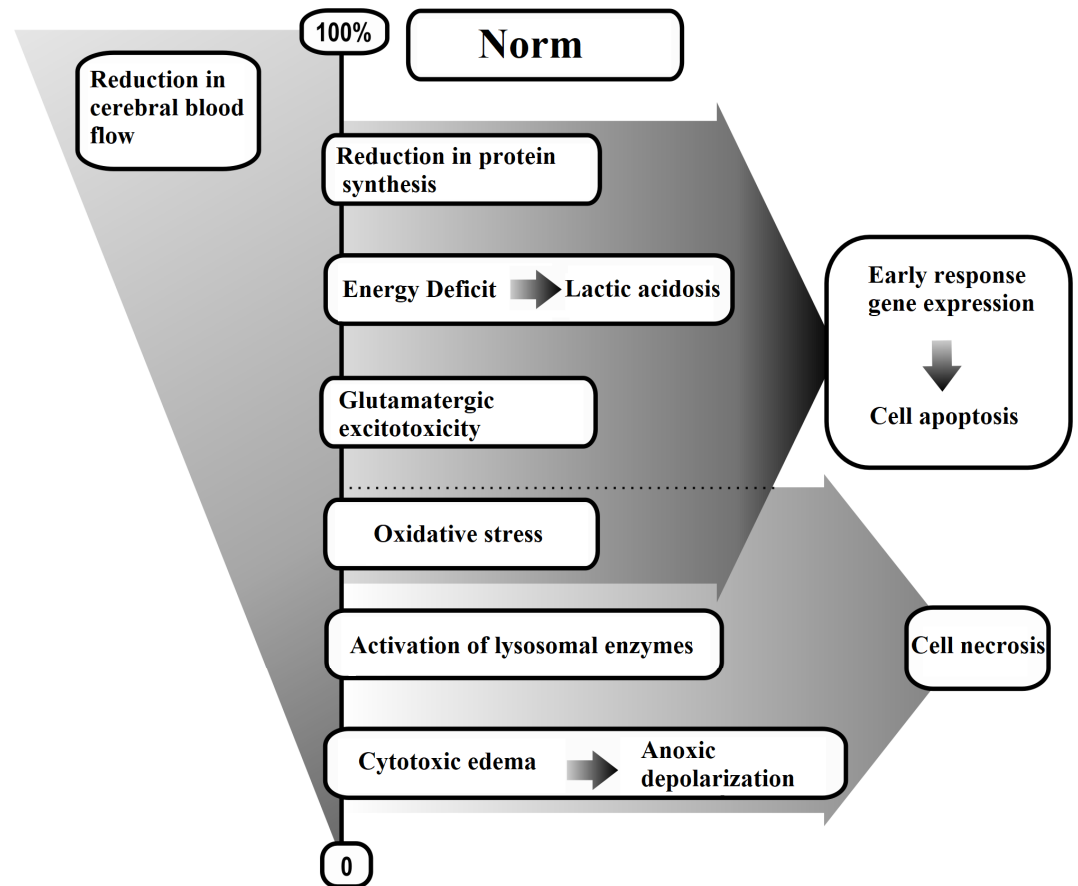 100%
Norm
Reduction in
cerebral blood
flow
Reduction in protein
synthesis
Energy Deficit
Lactic acidosis
Early response
gene expression
Cell apoptosis
Glutamatergic
excitotoxicity
Oxidative stress
Activation of lysosomal enzymes
Cell necrosis
Cytotoxic edema
Anoxic
depolarization
0